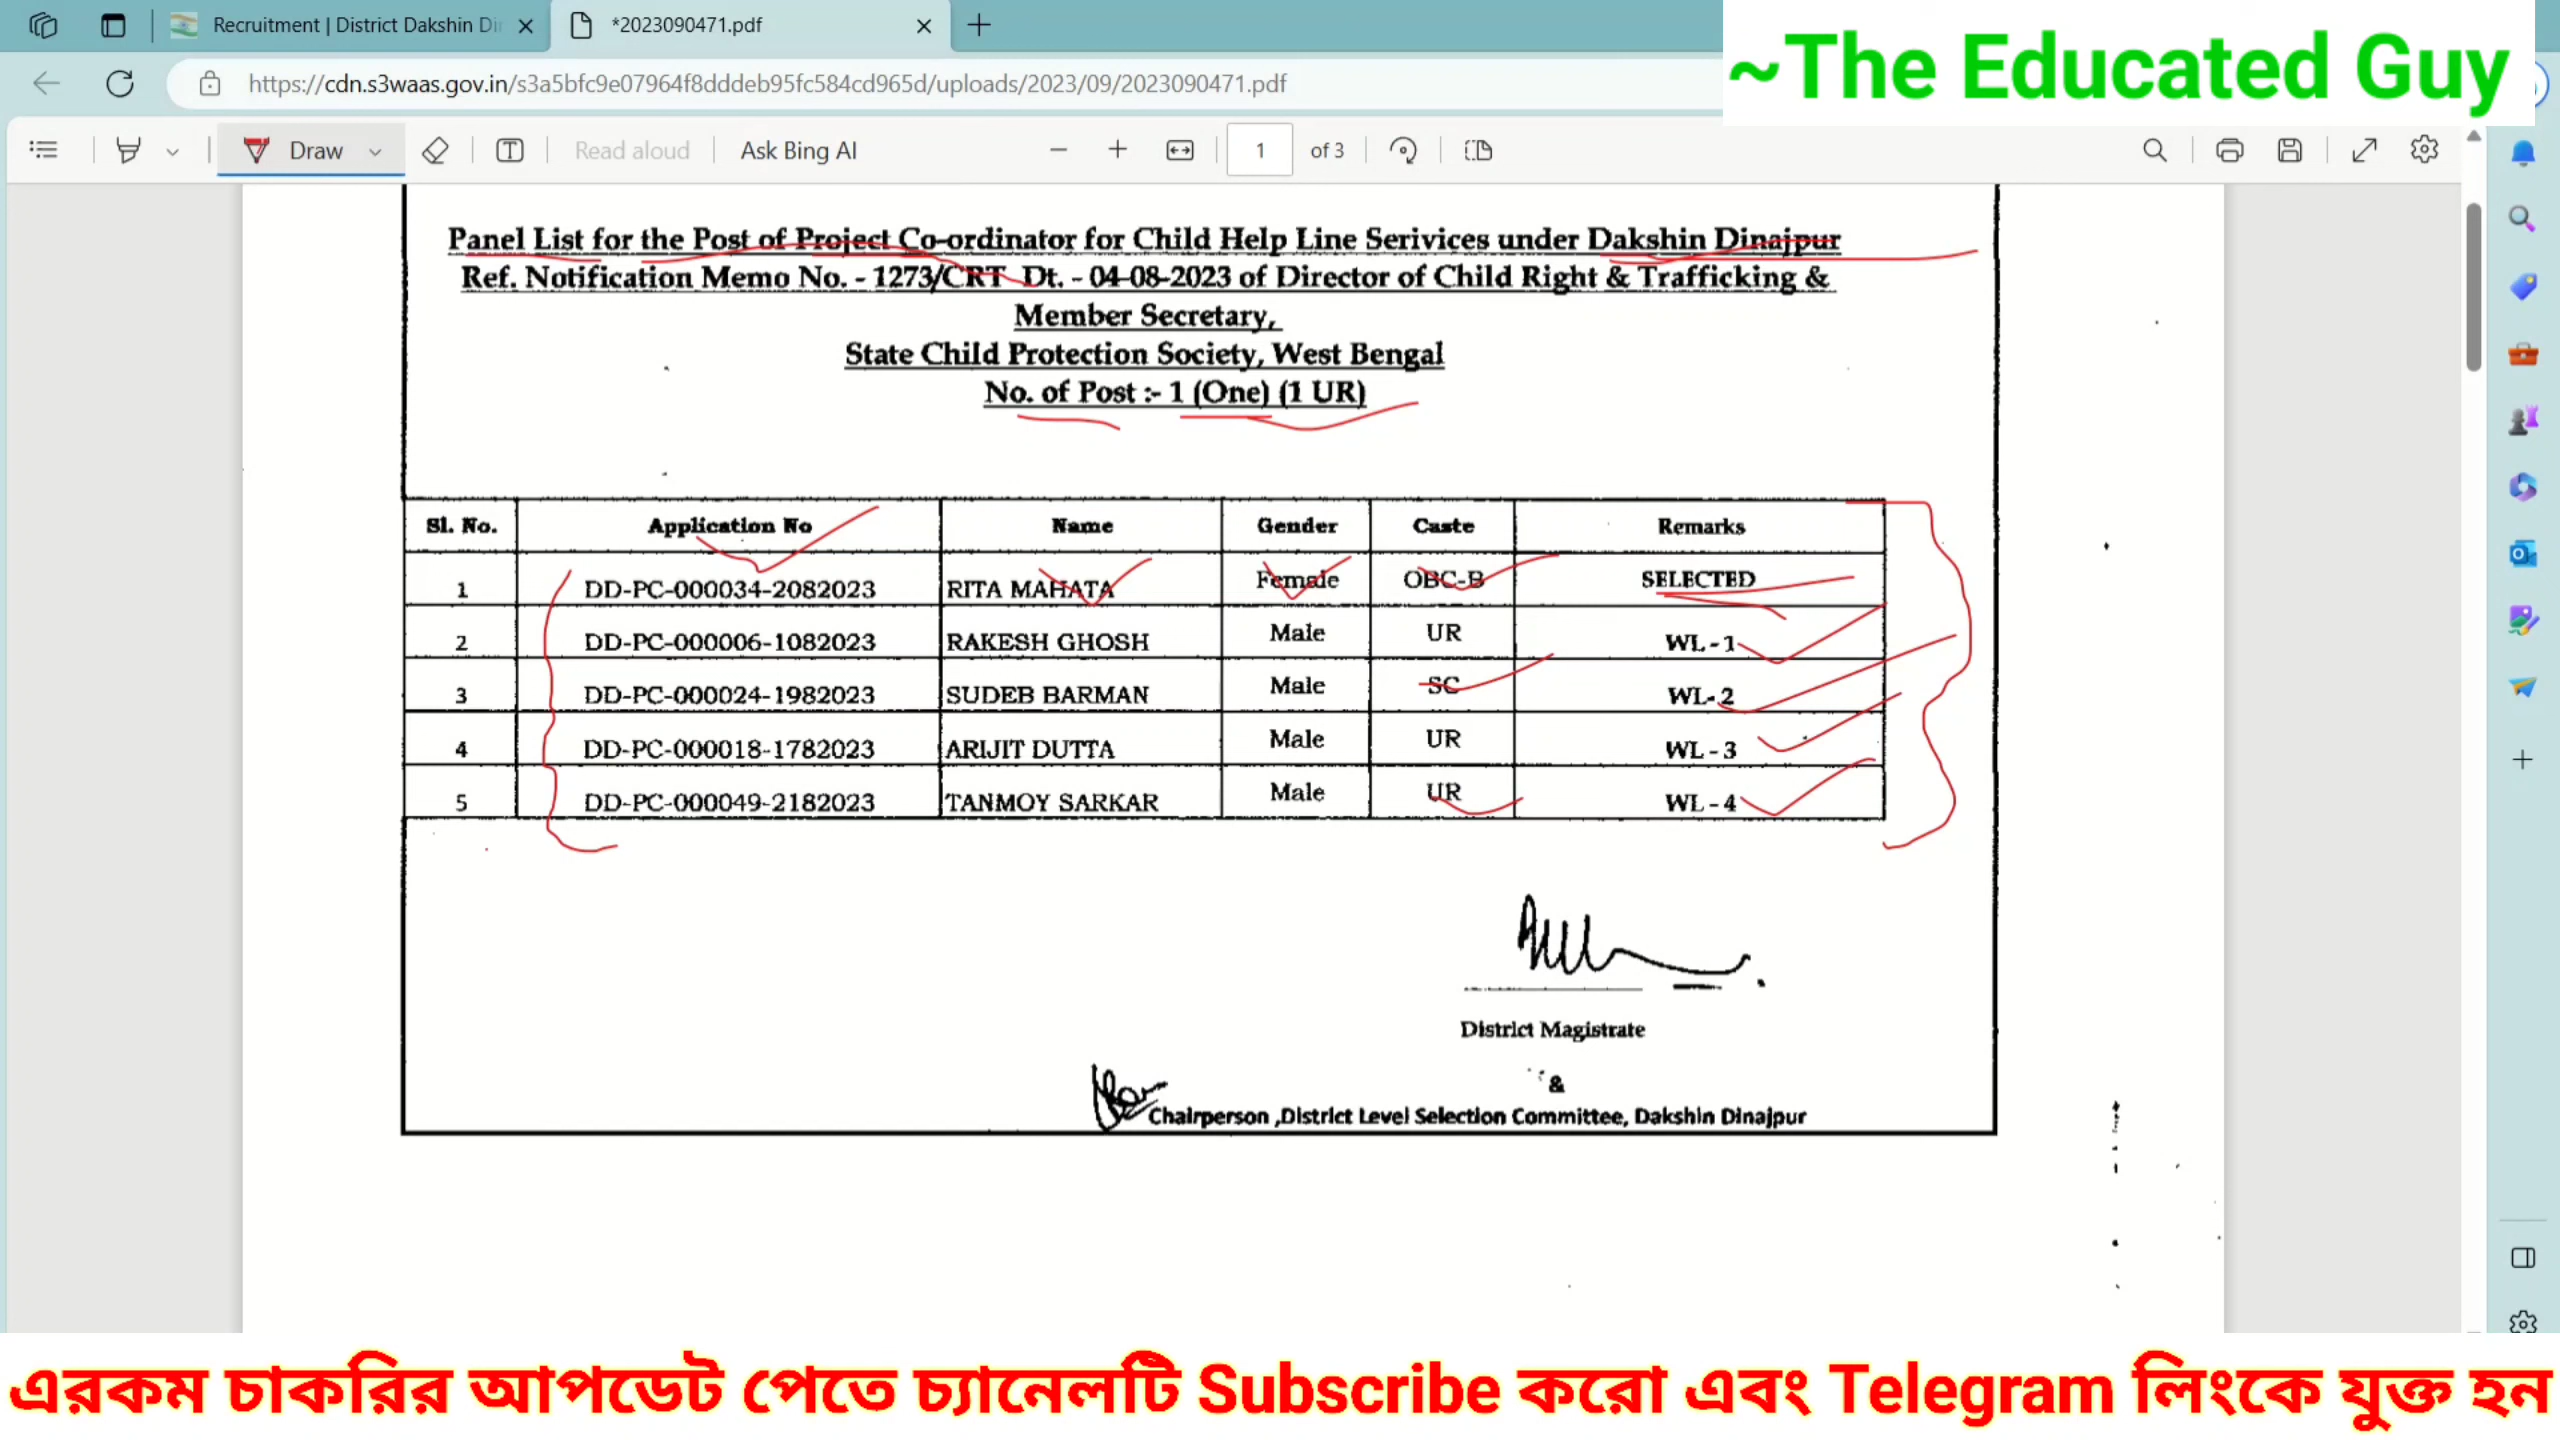 Recruitment | District Dakshin Di
*2023090471.pdf
~The Educated Guy
https://cdn.s3waas.gov.in/s3a5bfc9e07964f8dddeb95fc584cd965d/uploads/2023/09/2023090471.pdf
Draw
Read aloud
Ask Bing AI
1 of 3
Panel List for the Post of Project Co-ordinator for Child Help Line Serivices under Dakshin Dinajpur
Ref. Notification Memo No. - 1273/CRT Dt. - 04-08-2023 of Director of Child Right & Trafficking &
Member Secretary,
State Child Protection Society, West Bengal
No. of Post :- 1 (One) (1 UR)
Sl. No. Application No Name Gender Caste Remarks
1 DD-PC-000034-2082023 RITA MAHATA Female OBC-B SELECTED
2 DD-PC-000006-1082023 RAKESH GHOSH Male UR WL - 1
3 DD-PC-000024-1982023 SUDEB BARMAN Male SC WL- 2
4 DD-PC-000018-1782023 ARIJIT DUTTA Male UR WL - 3
5 DD-PC-000049-2182023 TANMOY SARKAR Male UR WL - 4
District Magistrate
&
Chairperson ,District Level Selection Committee, Dakshin Dinajpur
এরকম চাকরির আপডেট পেতে চ্যানেলটি Subscribe করো এবং Telegram লিংকে যুক্ত হন